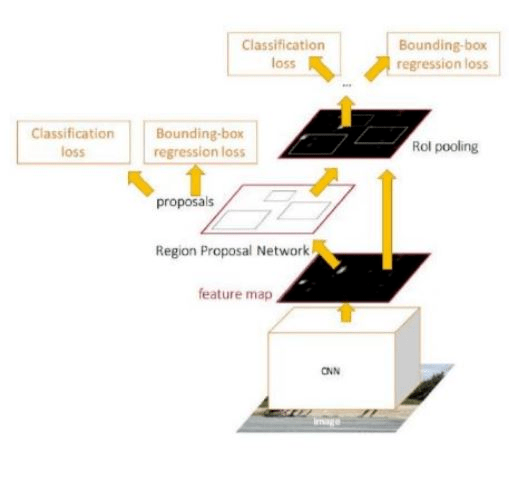 Classification
loss
Bounding-box
regression loss
...
Classification
loss
Bounding-box
regression loss
RoI pooling
proposals
Region Proposal Network
feature map
CNN
image